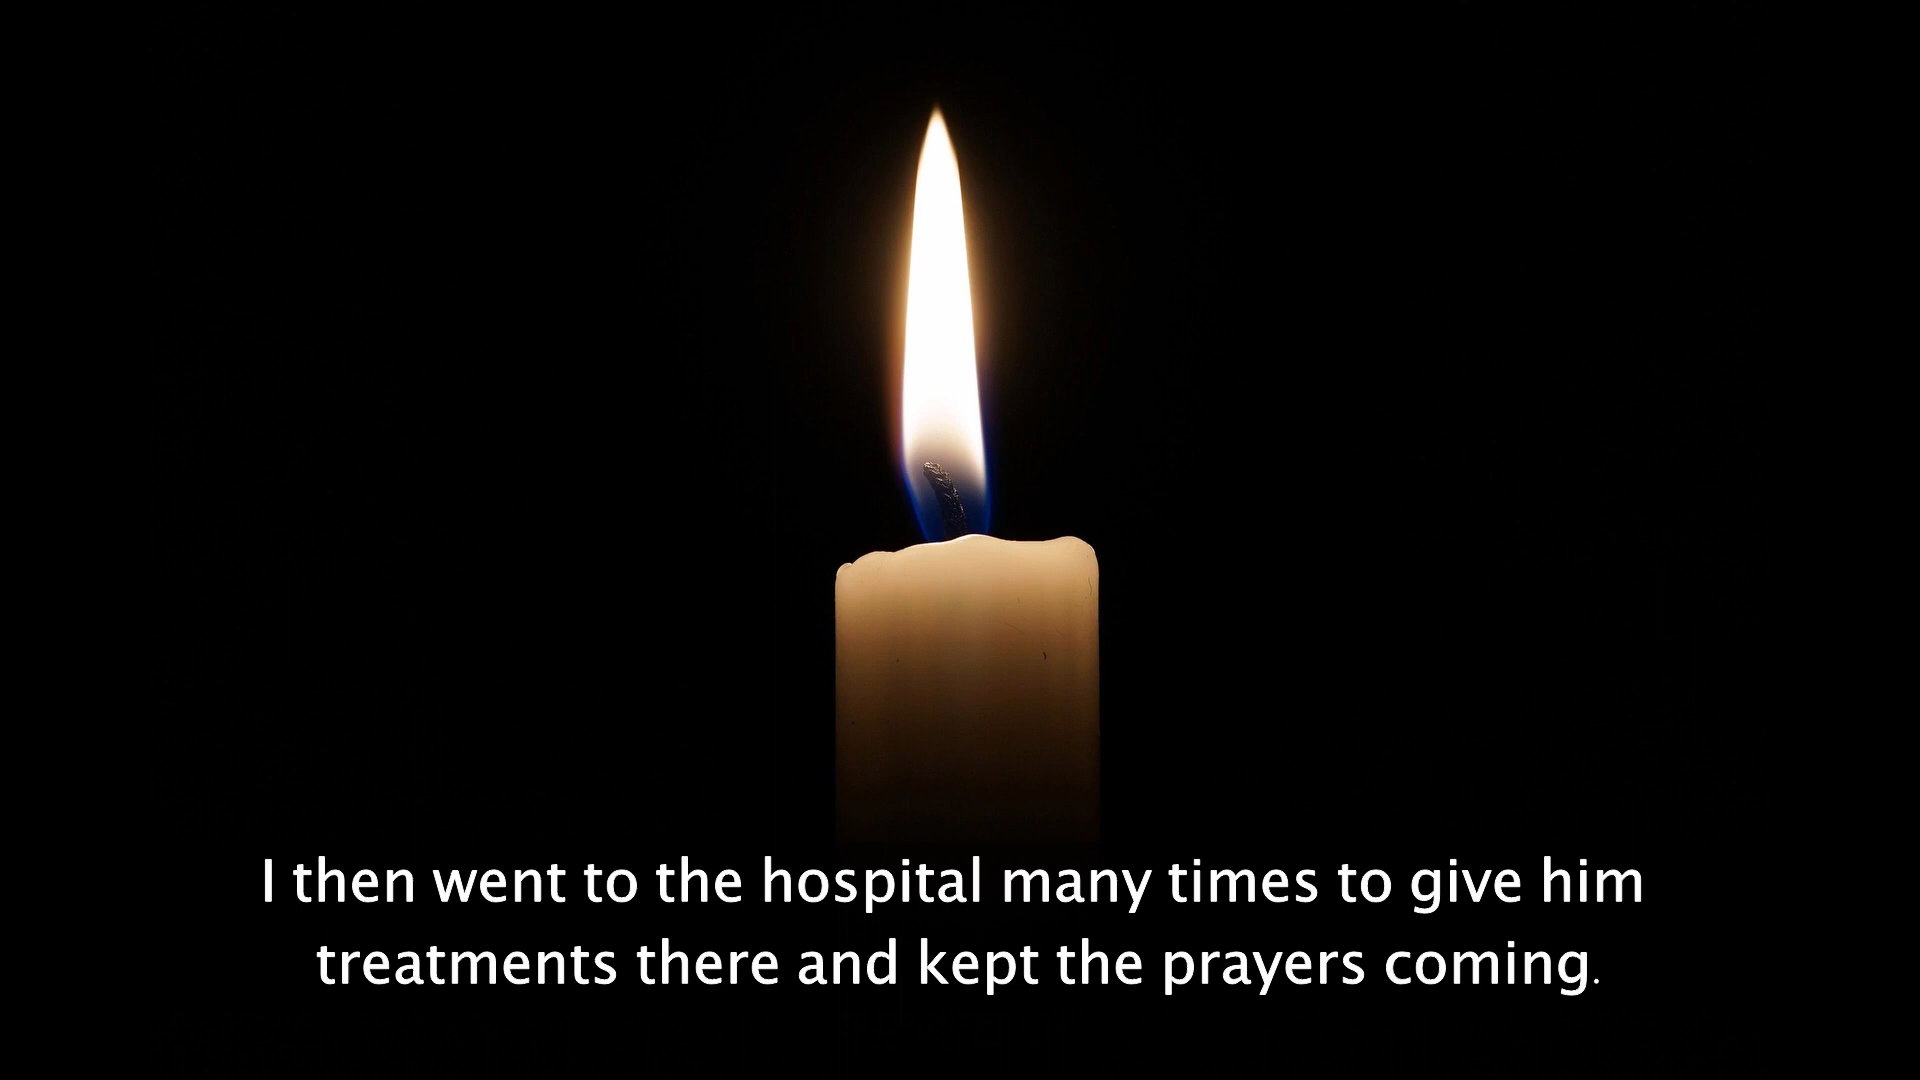 I then went to the hospital many times to give him
treatments there and kept the prayers coming.